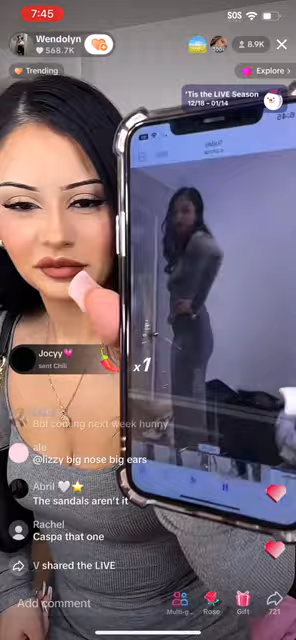 7:45
SOS
Wendolyn
568.7K
8.9K
Trending
Explore >
'Tis the LIVE Season
12/18 - 01/14
Jocyy
sent Chili
x1
Bot coming next week hunny
ale
@lizzy big nose big ears
Abril
The sandals aren't it
Rachel
Caspa that one
V shared the LIVE
Add comment
Multi-g...
Rose
Gift
721